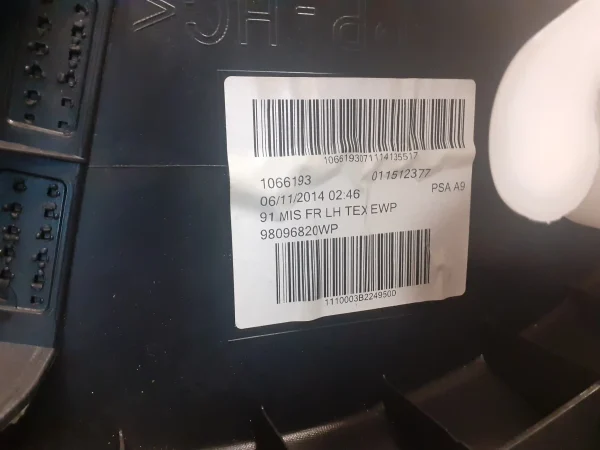 1066193071114135517
1066193 011512377
06/11/2014 02:46 PSA A9
91 MIS FR LH TEX EWP
98096820WP
1110003B2249500